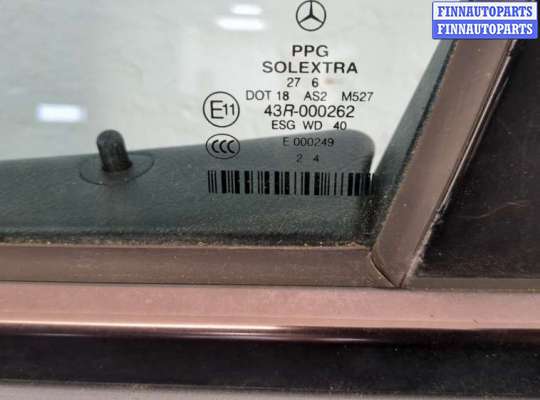 FINNAUTOPARTS
FINNAUTOPARTS
PPG
SOLEXTRA
27 6
DOT 18 AS2 M527
E11 43R-000262
ESG WD 40
CCC E 000249
2 4